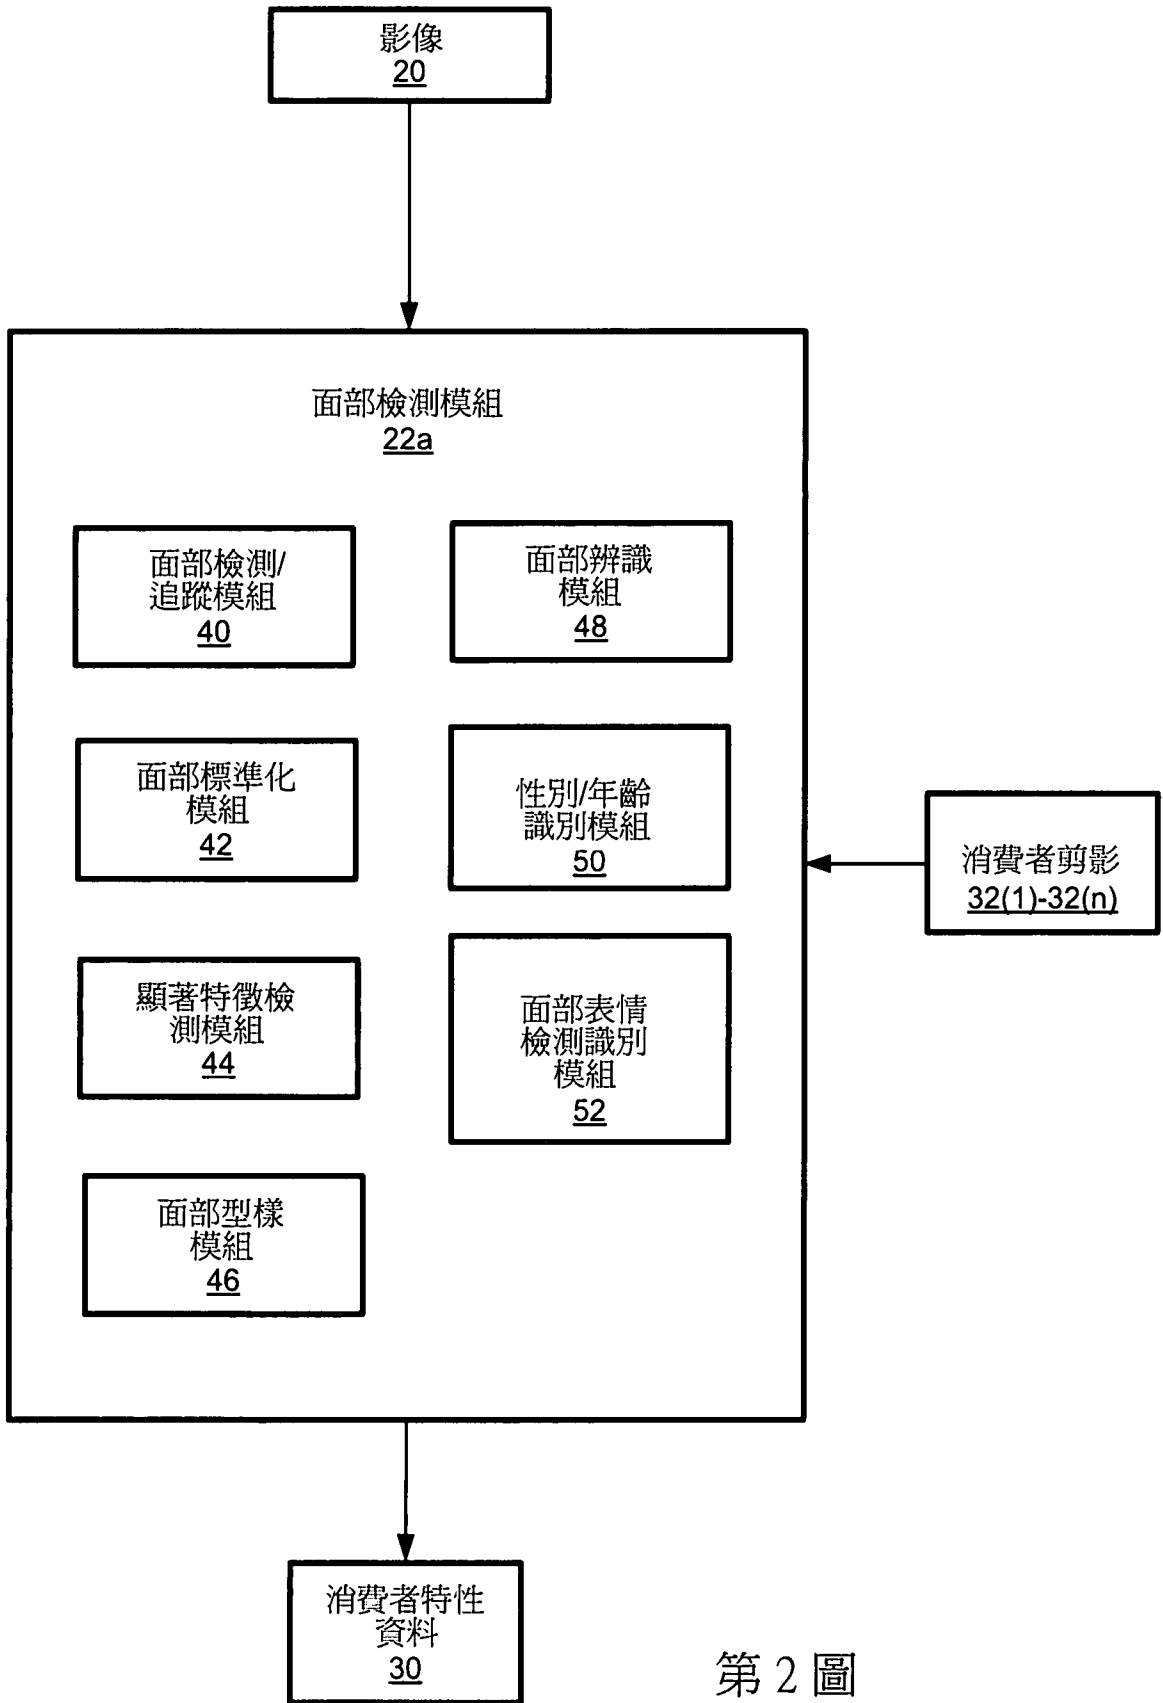 影像
20
面部檢測模組
22a
面部檢測/
追蹤模組
40
面部辨識
模組
48
面部標準化
模組
42
性別/年齡
識別模組
50
消費者剪影
32(1)-32(n)
顯著特徵檢
測模組
44
面部表情
檢測識別
模組
52
面部型樣
模組
46
消費者特性
資料
30
第2圖